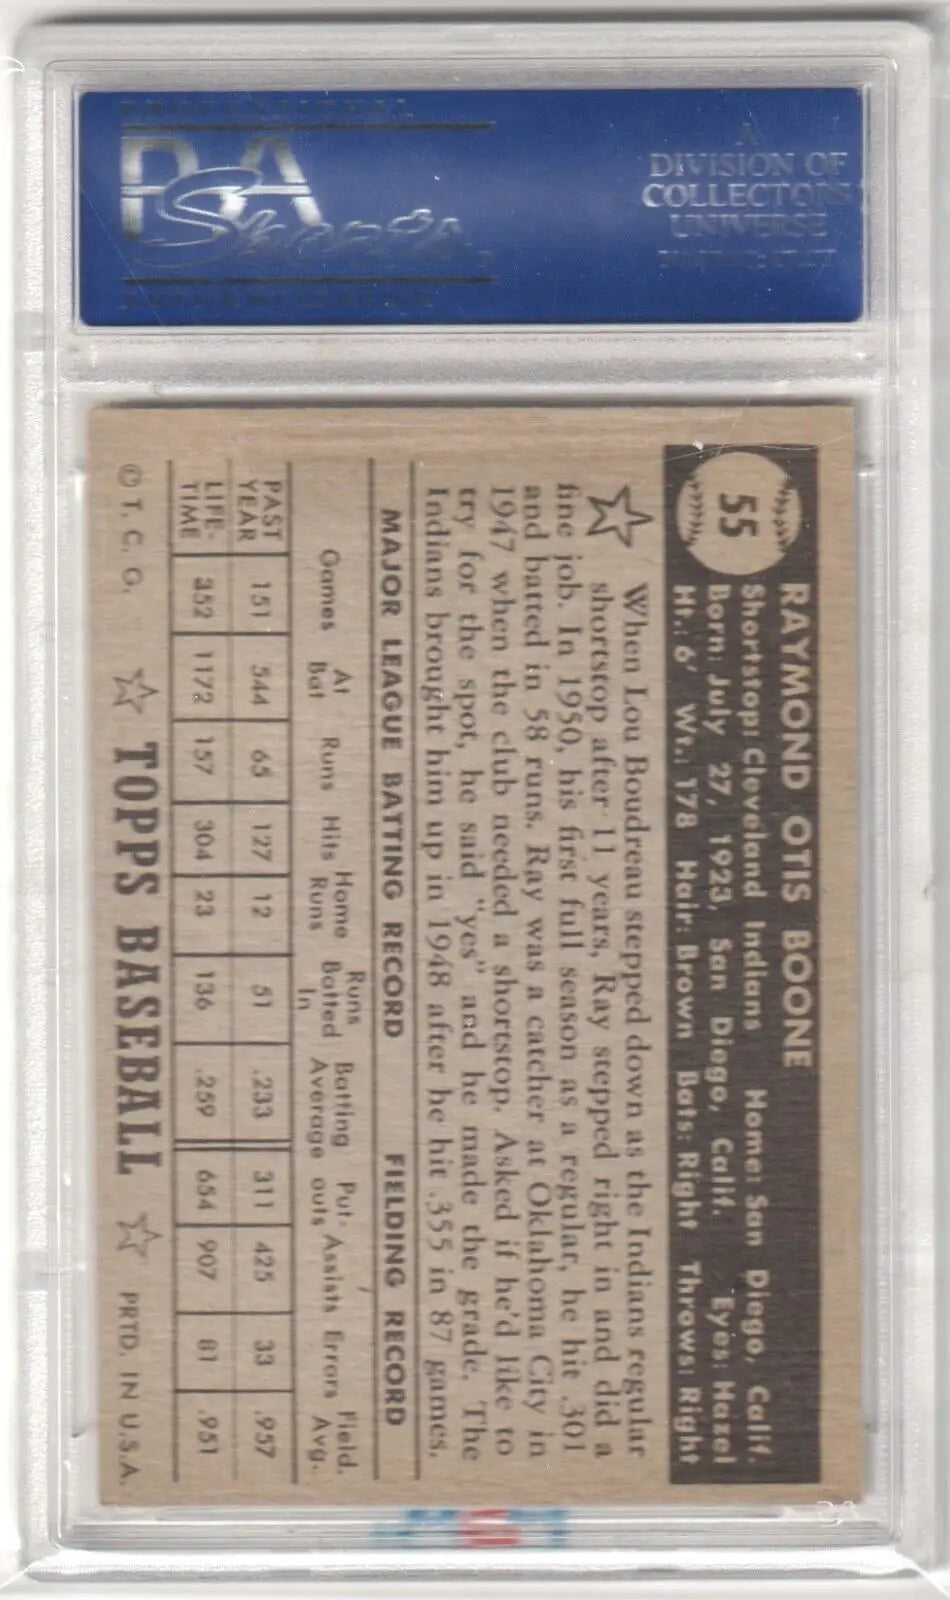 PROFESSIONAL
PSA
Sports
AUTHENTICATOR
A
DIVISION OF
COLLECTORS
UNIVERSE
NASDAQ: CLCT
55
RAYMOND OTIS BOONE
Shortstop: Cleveland Indians Home: San Diego, Calif.
Born: July 27, 1923, San Diego, Calif. Eyes: Hazel
Ht.: 6' Wt.: 178 Hair: Brown Bats: Right Throws: Right
When Lou Boudreau stepped down as the Indians regular
shortstop after 11 years, Ray stepped right in and did a
fine job. In 1950, his first full season as a regular, he hit .301
and batted in 58 runs. Ray was a catcher at Oklahoma City in
1947 when the club needed a shortstop. Asked if he'd like to
try for the spot, he said "yes" and he made the grade. The
Indians brought him up in 1948 after he hit .355 in 87 games.
MAJOR LEAGUE BATTING RECORD FIELDING RECORD
Games At Bat Runs Hits Home Runs Runs Batted In Batting Average Put-outs Assists Errors Field. Avg.
PAST YEAR 151 544 65 127 12 51 .233 311 425 33 .957
LIFE-TIME 352 1172 157 304 23 136 .259 654 907 81 .951
© T. C. G. TOPPS BASEBALL PRTD. IN U.S.A.